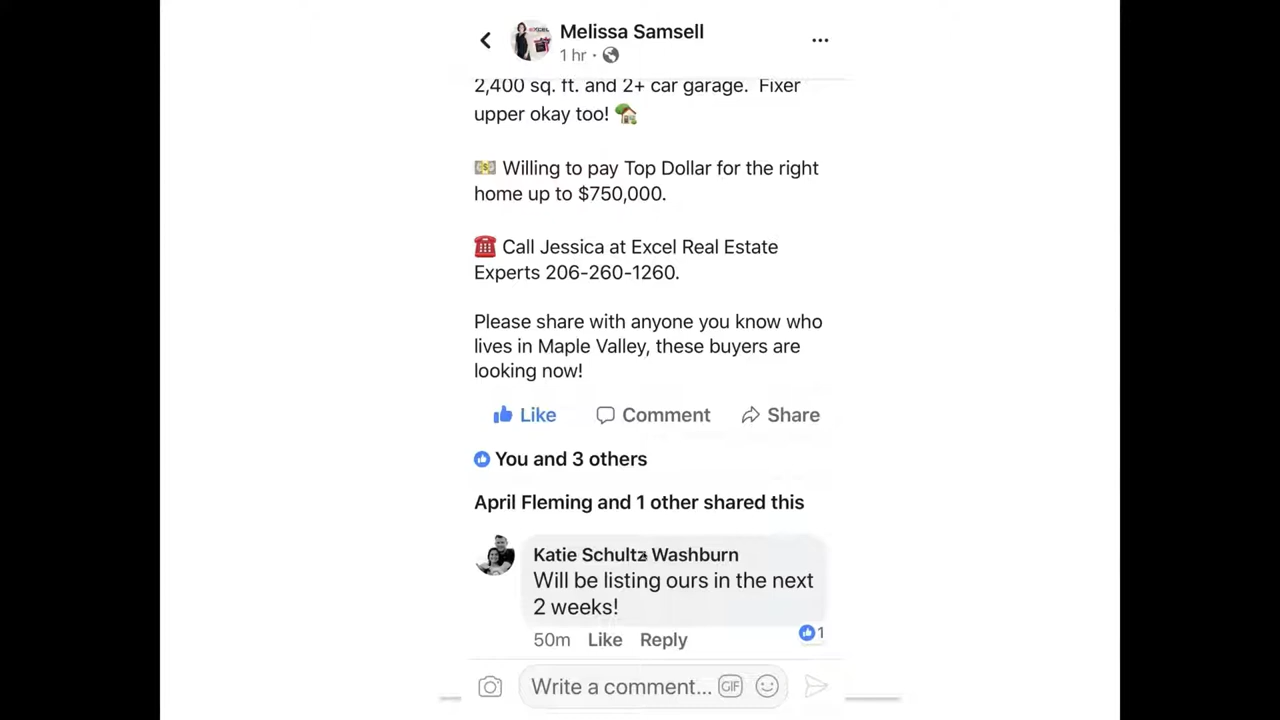 Melissa Samsell
1 hr ·
2,400 sq. ft. and 2+ car garage. Fixer
upper okay too! 🏡
💵 Willing to pay Top Dollar for the right
home up to $750,000.
☎️ Call Jessica at Excel Real Estate
Experts 206-260-1260.
Please share with anyone you know who
lives in Maple Valley, these buyers are
looking now!
Like Comment Share
You and 3 others
April Fleming and 1 other shared this
Katie Schultz Washburn
Will be listing ours in the next
2 weeks!
50m Like Reply 1
Write a comment... GIF